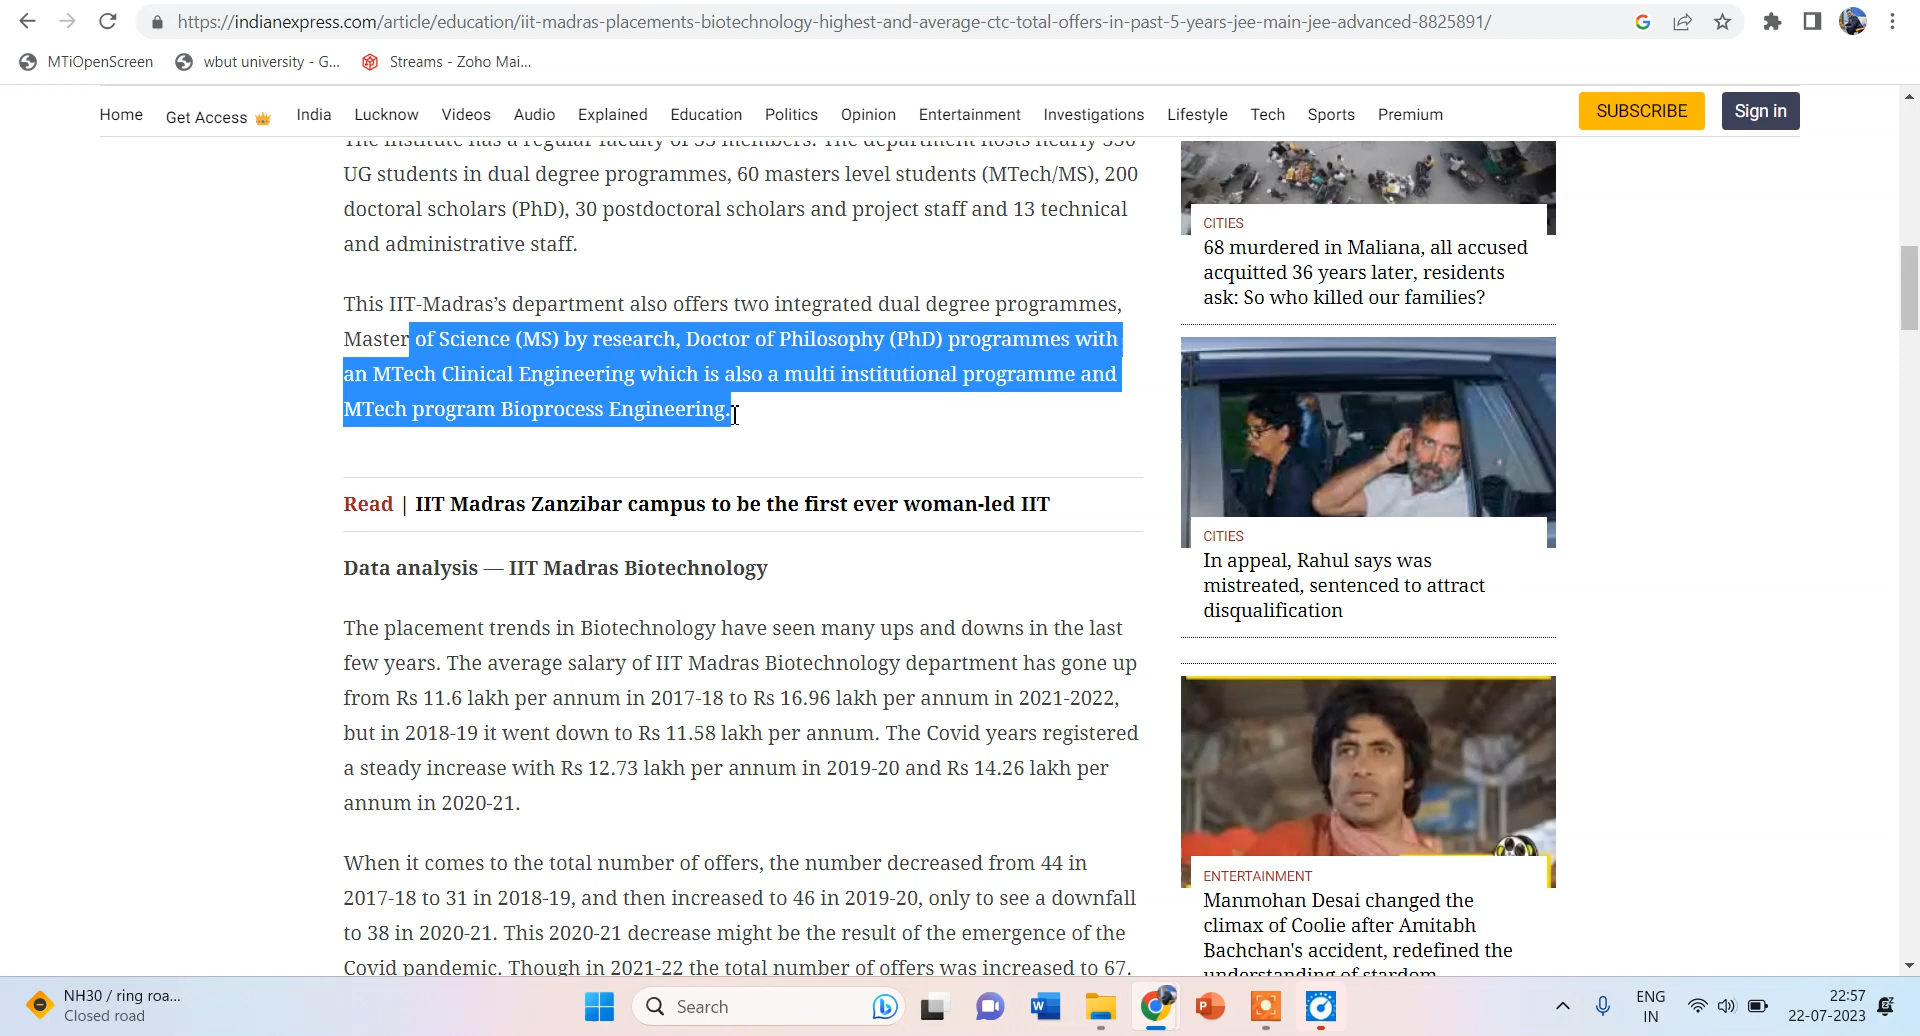 https://indianexpress.com/article/education/iit-madras-placements-biotechnology-highest-and-average-ctc-total-offers-in-past-5-years-jee-main-jee-advanced-8825891/
MTiOpenScreen
wbut university - G...
Streams - Zoho Mai...
Home Get Access India Lucknow Videos Audio Explained Education Politics Opinion Entertainment Investigations Lifestyle Tech Sports Premium
SUBSCRIBE
Sign in
The institute has a regular faculty of 33 members. The department hosts nearly 350
UG students in dual degree programmes, 60 masters level students (MTech/MS), 200
doctoral scholars (PhD), 30 postdoctoral scholars and project staff and 13 technical
and administrative staff.
This IIT-Madras’s department also offers two integrated dual degree programmes,
Master of Science (MS) by research, Doctor of Philosophy (PhD) programmes with
an MTech Clinical Engineering which is also a multi institutional programme and
MTech program Bioprocess Engineering.
Read | IIT Madras Zanzibar campus to be the first ever woman-led IIT
Data analysis — IIT Madras Biotechnology
The placement trends in Biotechnology have seen many ups and downs in the last
few years. The average salary of IIT Madras Biotechnology department has gone up
from Rs 11.6 lakh per annum in 2017-18 to Rs 16.96 lakh per annum in 2021-2022,
but in 2018-19 it went down to Rs 11.58 lakh per annum. The Covid years registered
a steady increase with Rs 12.73 lakh per annum in 2019-20 and Rs 14.26 lakh per
annum in 2020-21.
When it comes to the total number of offers, the number decreased from 44 in
2017-18 to 31 in 2018-19, and then increased to 46 in 2019-20, only to see a downfall
to 38 in 2020-21. This 2020-21 decrease might be the result of the emergence of the
Covid pandemic. Though in 2021-22 the total number of offers was increased to 67.
CITIES
68 murdered in Maliana, all accused
acquitted 36 years later, residents
ask: So who killed our families?
CITIES
In appeal, Rahul says was
mistreated, sentenced to attract
disqualification
ENTERTAINMENT
Manmohan Desai changed the
climax of Coolie after Amitabh
Bachchan's accident, redefined the
understanding of stardom
NH30 / ring roa...
Closed road
Search
ENG
IN
22:57
22-07-2023